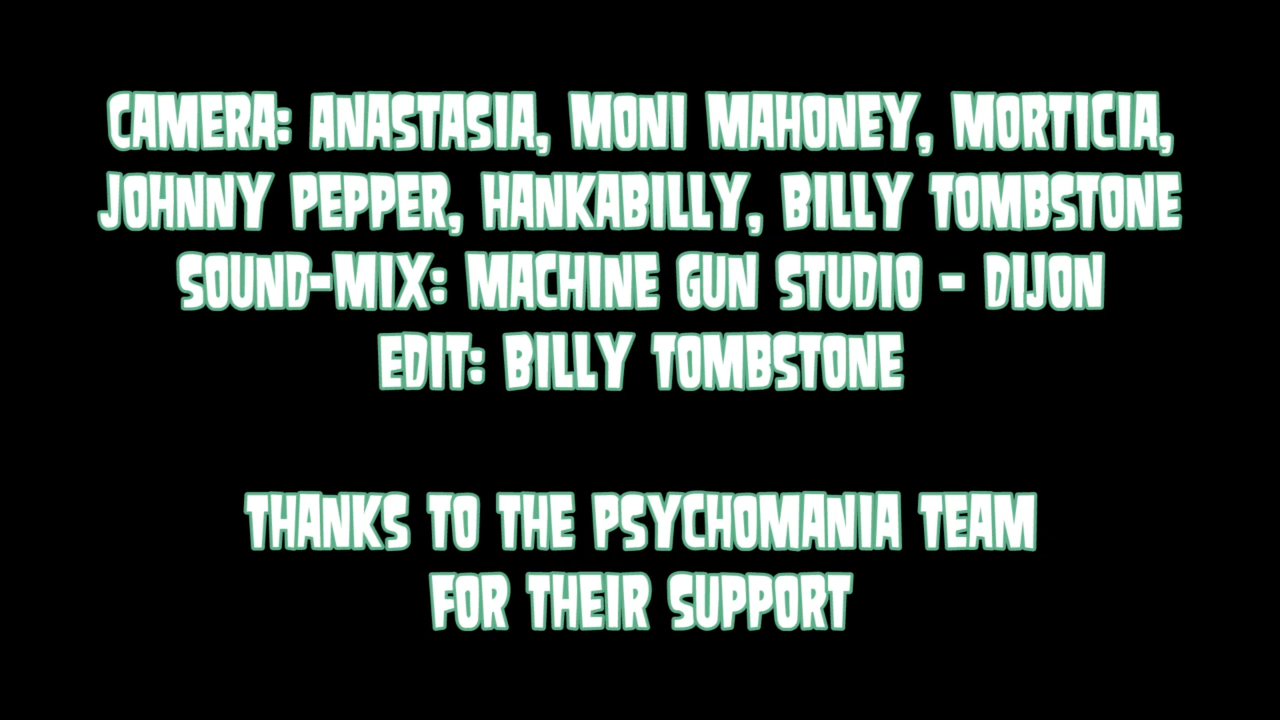 CAMERA: ANASTASIA, MONI MAHONEY, MORTICIA,
JOHNNY PEPPER, HANKABILLY, BILLY TOMBSTONE
SOUND-MIX: MACHINE GUN STUDIO - DIJON
EDIT: BILLY TOMBSTONE
THANKS TO THE PSYCHOMANIA TEAM
FOR THEIR SUPPORT